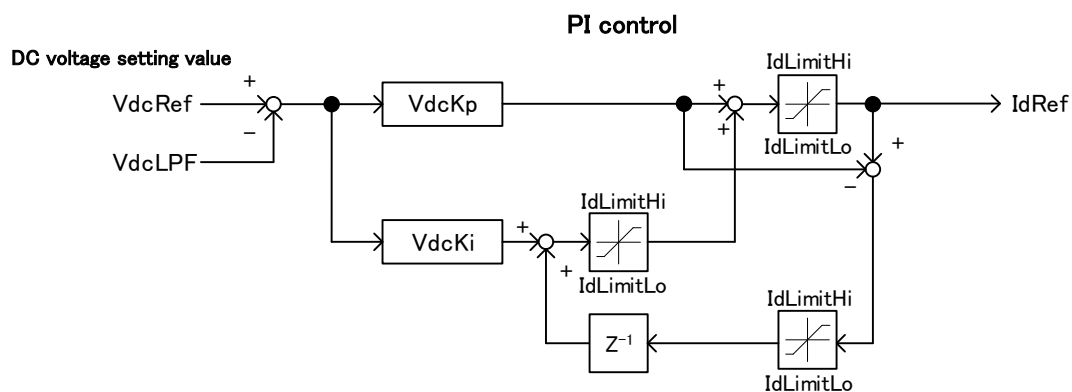 PI control
DC voltage setting value
+
VdcRef
−
VdcLPF
VdcKp
+
+
IdLimitHi
IdLimitLo
IdRef
+
−
VdcKi
+
+
IdLimitHi
IdLimitLo
Z⁻¹
IdLimitHi
IdLimitLo